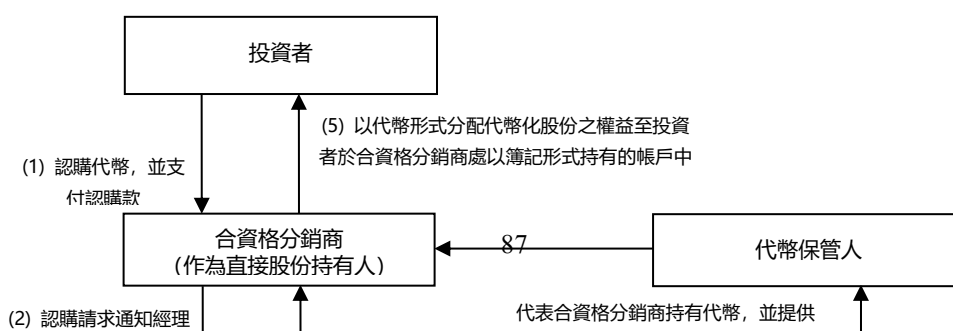 投資者
(5) 以代幣形式分配代幣化股份之權益至投資
者於合資格分銷商處以簿記形式持有的帳戶中
(1) 認購代幣，並支
付認購款
合資格分銷商
（作為直接股份持有人）
87
代幣保管人
(2) 認購請求通知經理
代表合資格分銷商持有代幣，並提供